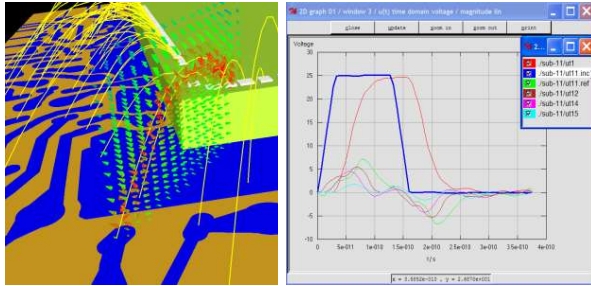 2D graph 01 / window 3 / u(t) time domain voltage / magnitude lin
close update zoom in zoom out print
Voltage
2...
/sub-11/ut1
/sub-11/ut11.inc
/sub-11/ut11.ref
/sub-11/ut12
/sub-11/ut14
/sub-11/ut15
30
25
20
15
10
5
0
-5
-10
0 5e-011 1e-010 1.5e-010 2e-010 2.5e-010 3e-010 3.5e-010 4e-010
t/s